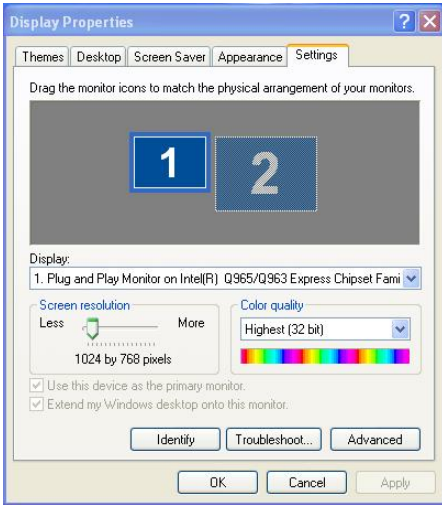 Display Properties
Themes Desktop Screen Saver Appearance Settings
Drag the monitor icons to match the physical arrangement of your monitors.
1 2
Display:
1. Plug and Play Monitor on Intel(R) Q965/Q963 Express Chipset Fami
Screen resolution Color quality
Less More Highest (32 bit)
1024 by 768 pixels
Use this device as the primary monitor.
Extend my Windows desktop onto this monitor.
Identify Troubleshoot... Advanced
OK Cancel Apply